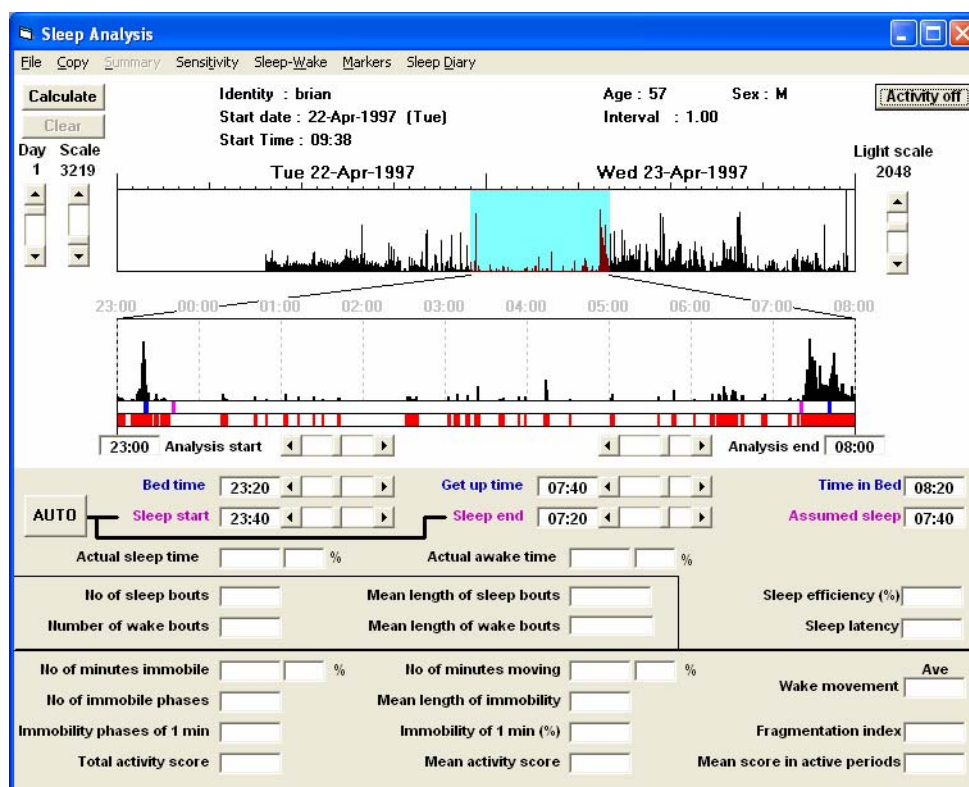 Sleep Analysis
File Copy Summary Sensitivity Sleep-Wake Markers Sleep Diary
Calculate Identity : brian Age : 57 Sex : M Activity off
Clear Start date : 22-Apr-1997 (Tue) Interval : 1.00
Start Time : 09:38
Day Scale Light scale
1 3219 Tue 22-Apr-1997 Wed 23-Apr-1997 2048
23:00 00:00 01:00 02:00 03:00 04:00 05:00 06:00 07:00 08:00
23:00 Analysis start Analysis end 08:00
Bed time 23:20 Get up time 07:40 Time in Bed 08:20
AUTO Sleep start 23:40 Sleep end 07:20 Assumed sleep 07:40
Actual sleep time % Actual awake time %
No of sleep bouts Mean length of sleep bouts Sleep efficiency (%)
Number of wake bouts Mean length of wake bouts Sleep latency
No of minutes immobile % No of minutes moving % Ave
Wake movement
No of immobile phases Mean length of immobility
Immobility phases of 1 min Immobility of 1 min (%) Fragmentation index
Total activity score Mean activity score Mean score in active periods